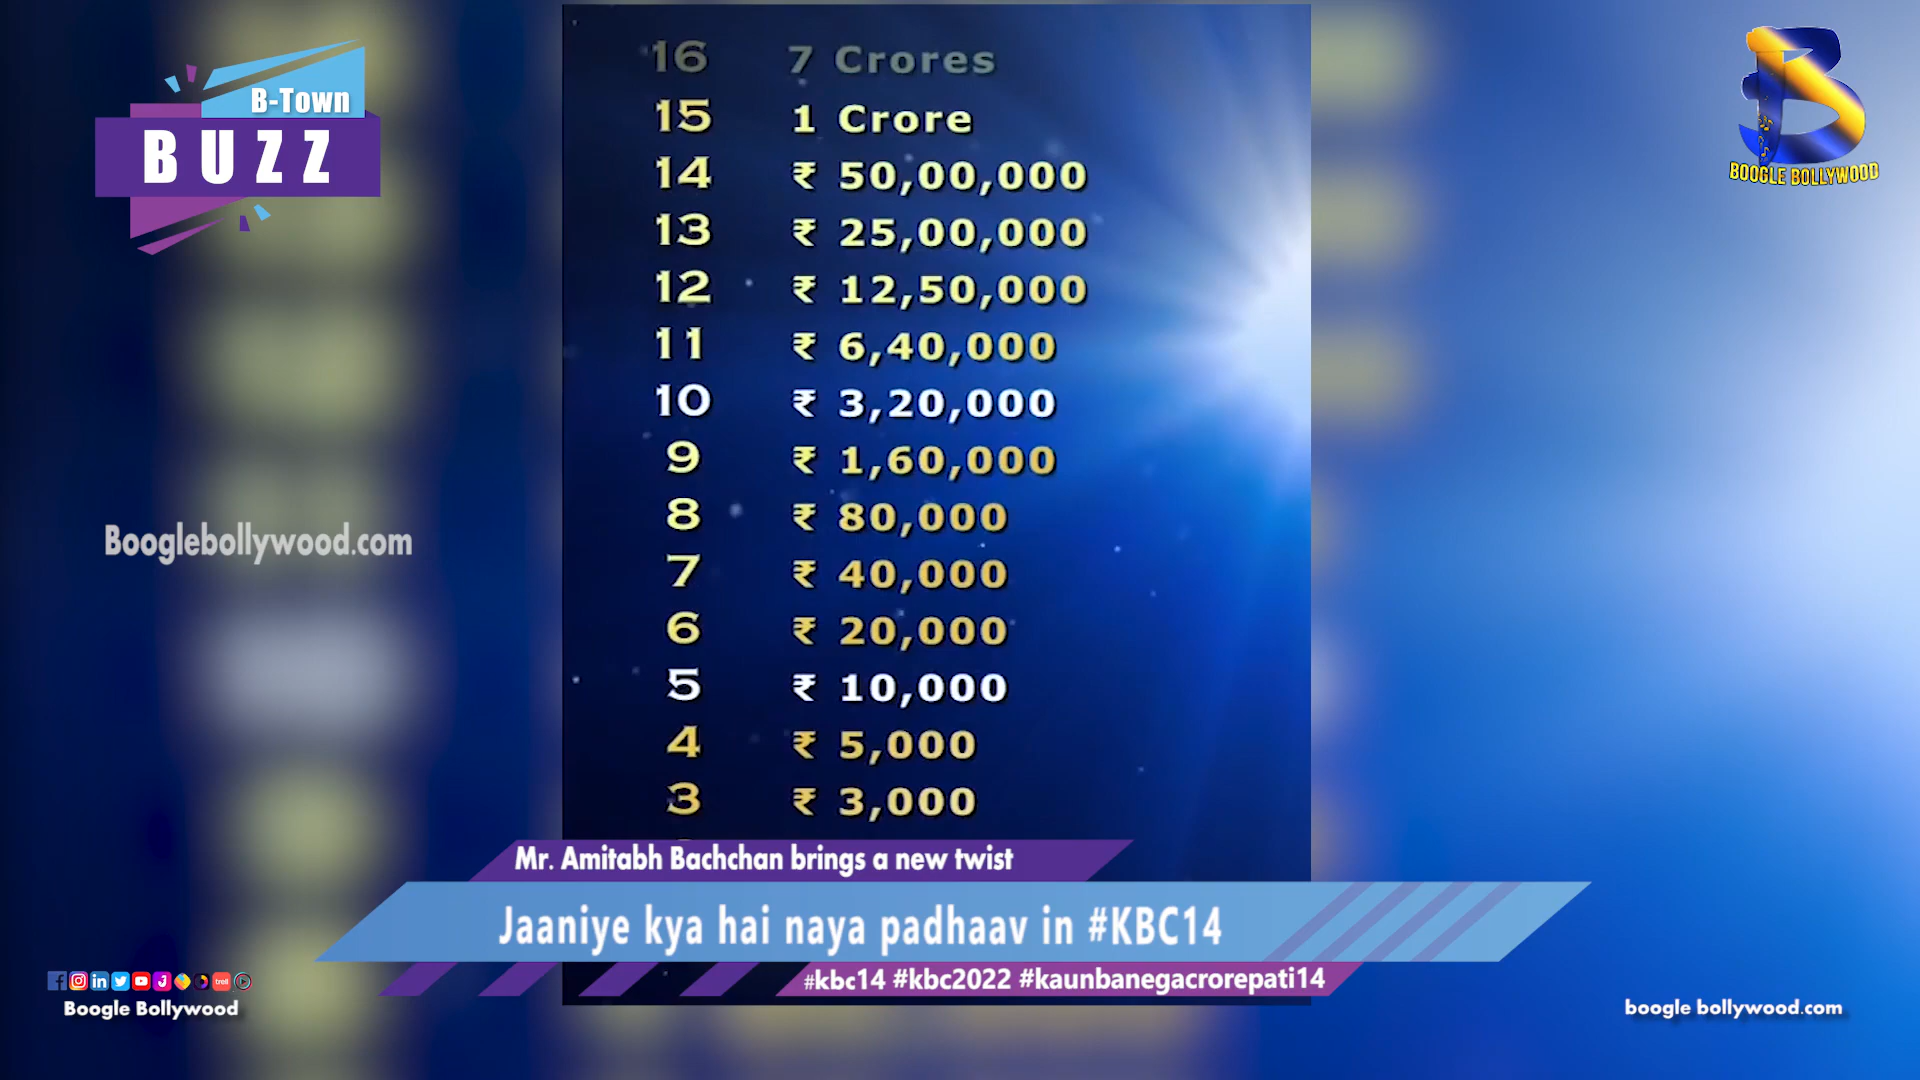 B-Town
BUZZ
BOOGLE BOLLYWOOD
16 7 Crores
15 1 Crore
14 ₹ 50,00,000
13 ₹ 25,00,000
12 ₹ 12,50,000
11 ₹ 6,40,000
10 ₹ 3,20,000
9 ₹ 1,60,000
8 ₹ 80,000
7 ₹ 40,000
6 ₹ 20,000
5 ₹ 10,000
4 ₹ 5,000
3 ₹ 3,000
Booglebollywood.com
Mr. Amitabh Bachchan brings a new twist
Jaaniye kya hai naya padhaav in #KBC14
#kbc14 #kbc2022 #kaunbanegacrorepati14
Boogle Bollywood
boogle bollywood.com